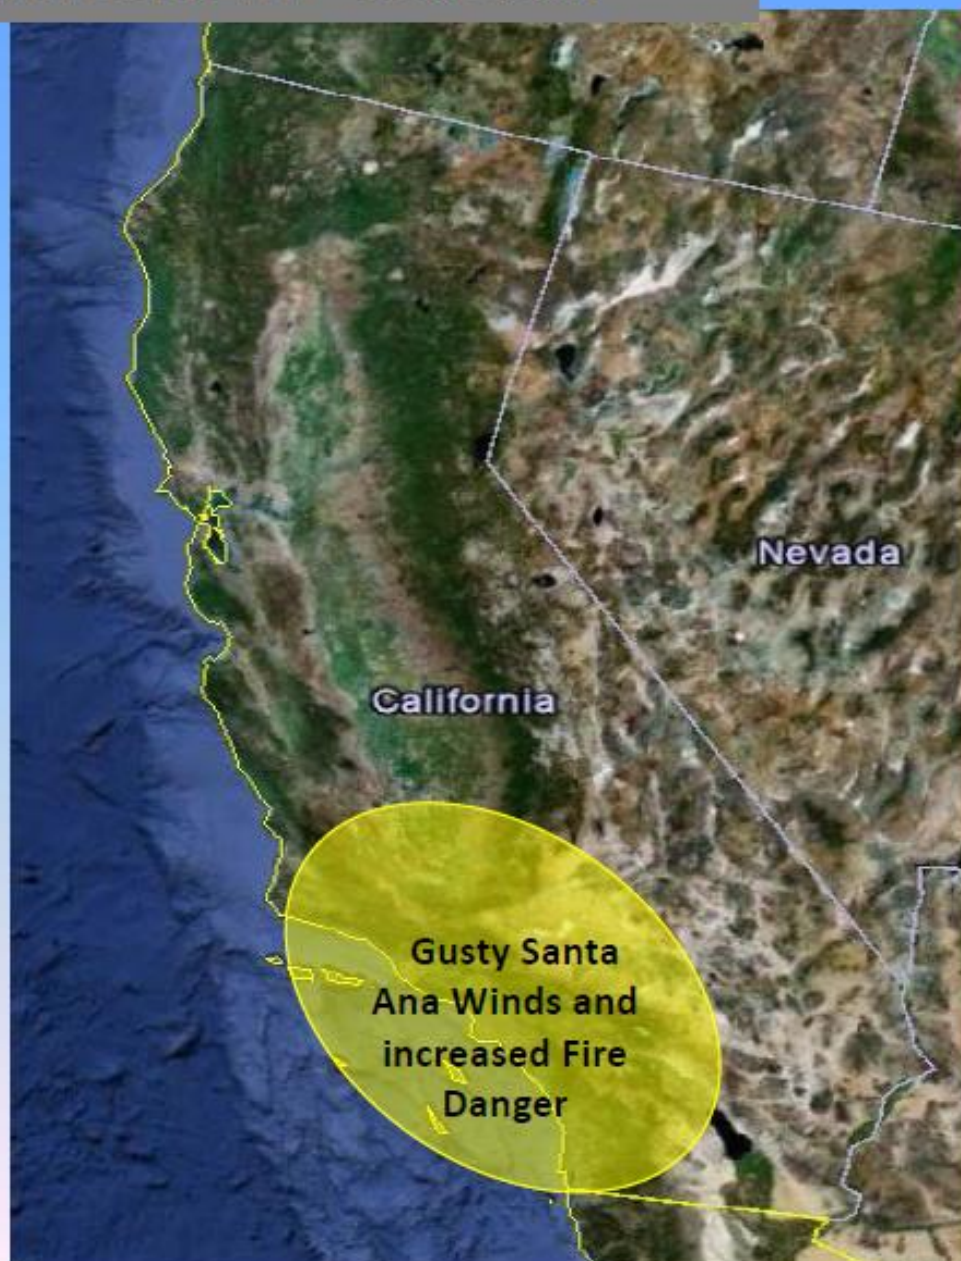 Nevada
California
Gusty Santa
Ana Winds and
increased Fire
Danger